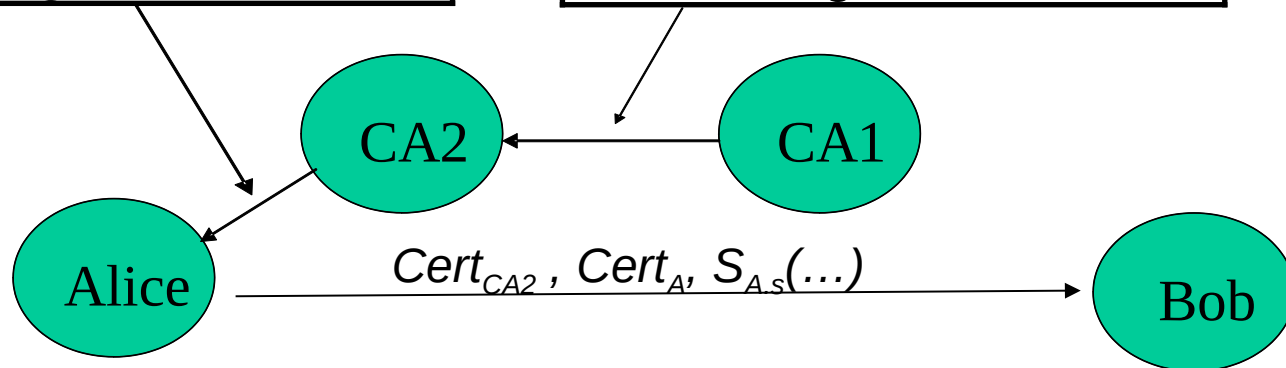 CA2
CA1
Cert_CA2 , Cert_A, S_A.s(…)
Alice
Bob